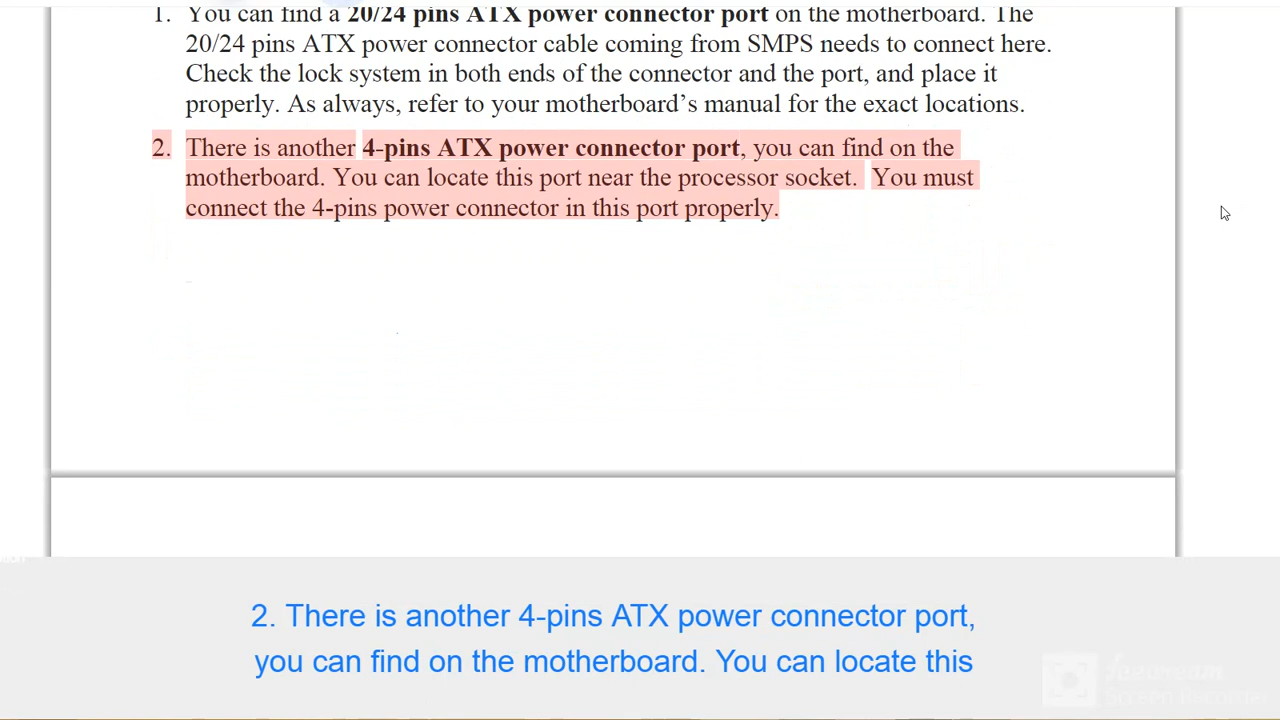 1. You can find a 20/24 pins ATX power connector port on the motherboard. The
20/24 pins ATX power connector cable coming from SMPS needs to connect here.
Check the lock system in both ends of the connector and the port, and place it
properly. As always, refer to your motherboard’s manual for the exact locations.
2. There is another 4-pins ATX power connector port, you can find on the
motherboard. You can locate this port near the processor socket. You must
connect the 4-pins power connector in this port properly.
2. There is another 4-pins ATX power connector port,
you can find on the motherboard. You can locate this
Screen Recorder